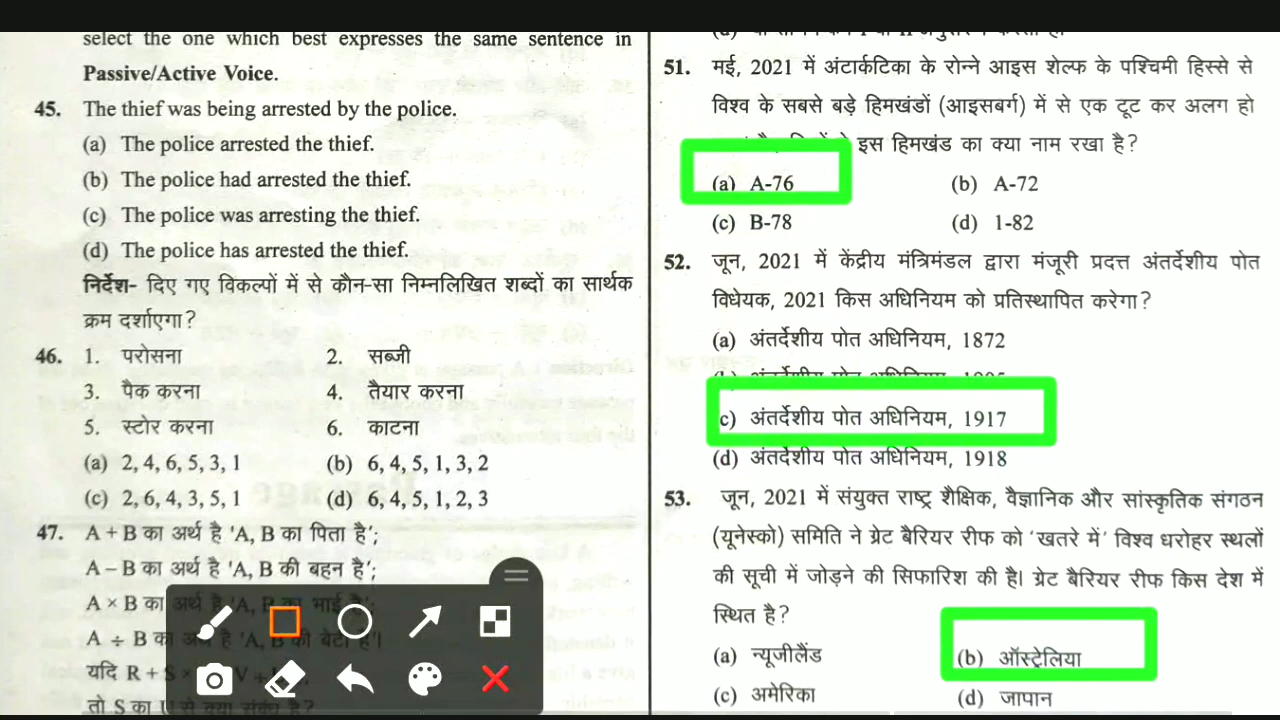 select the one which best expresses the same sentence in
Passive/Active Voice.
45. The thief was being arrested by the police.
(a) The police arrested the thief.
(b) The police had arrested the thief.
(c) The police was arresting the thief.
(d) The police has arrested the thief.
निर्देश- दिए गए विकल्पों में से कौन-सा निम्नलिखित शब्दों का सार्थक
क्रम दर्शाएगा?
46. 1. परोसना 2. सब्जी
3. पैक करना 4. तैयार करना
5. स्टोर करना 6. काटना
(a) 2, 4, 6, 5, 3, 1 (b) 6, 4, 5, 1, 3, 2
(c) 2, 6, 4, 3, 5, 1 (d) 6, 4, 5, 1, 2, 3
47. A + B का अर्थ है 'A, B का पिता है';
A – B का अर्थ है 'A, B की बहन है';
A × B का अर्थ है 'A, B का भाई है';
A ÷ B का अर्थ है 'A, B की बेटी है'।
यदि R + S
तो S का U से क्या संबंध है?
51. मई, 2021 में अंटार्कटिका के रोन्ने आइस शेल्फ के पश्चिमी हिस्से से
विश्व के सबसे बड़े हिमखंडों (आइसबर्ग) में से एक टूट कर अलग हो
इस हिमखंड का क्या नाम रखा है?
(a) A-76 (b) A-72
(c) B-78 (d) 1-82
52. जून, 2021 में केंद्रीय मंत्रिमंडल द्वारा मंजूरी प्रदत्त अंतर्देशीय पोत
विधेयक, 2021 किस अधिनियम को प्रतिस्थापित करेगा?
(a) अंतर्देशीय पोत अधिनियम, 1872
अंतर्देशीय पोत अधिनियम,
c) अंतर्देशीय पोत अधिनियम, 1917
(d) अंतर्देशीय पोत अधिनियम, 1918
53. जून, 2021 में संयुक्त राष्ट्र शैक्षिक, वैज्ञानिक और सांस्कृतिक संगठन
(यूनेस्को) समिति ने ग्रेट बैरियर रीफ को 'खतरे में' विश्व धरोहर स्थलों
की सूची में जोड़ने की सिफारिश की है। ग्रेट बैरियर रीफ किस देश में
स्थित है?
(a) न्यूजीलैंड (b) ऑस्ट्रेलिया
(c) अमेरिका (d) जापान